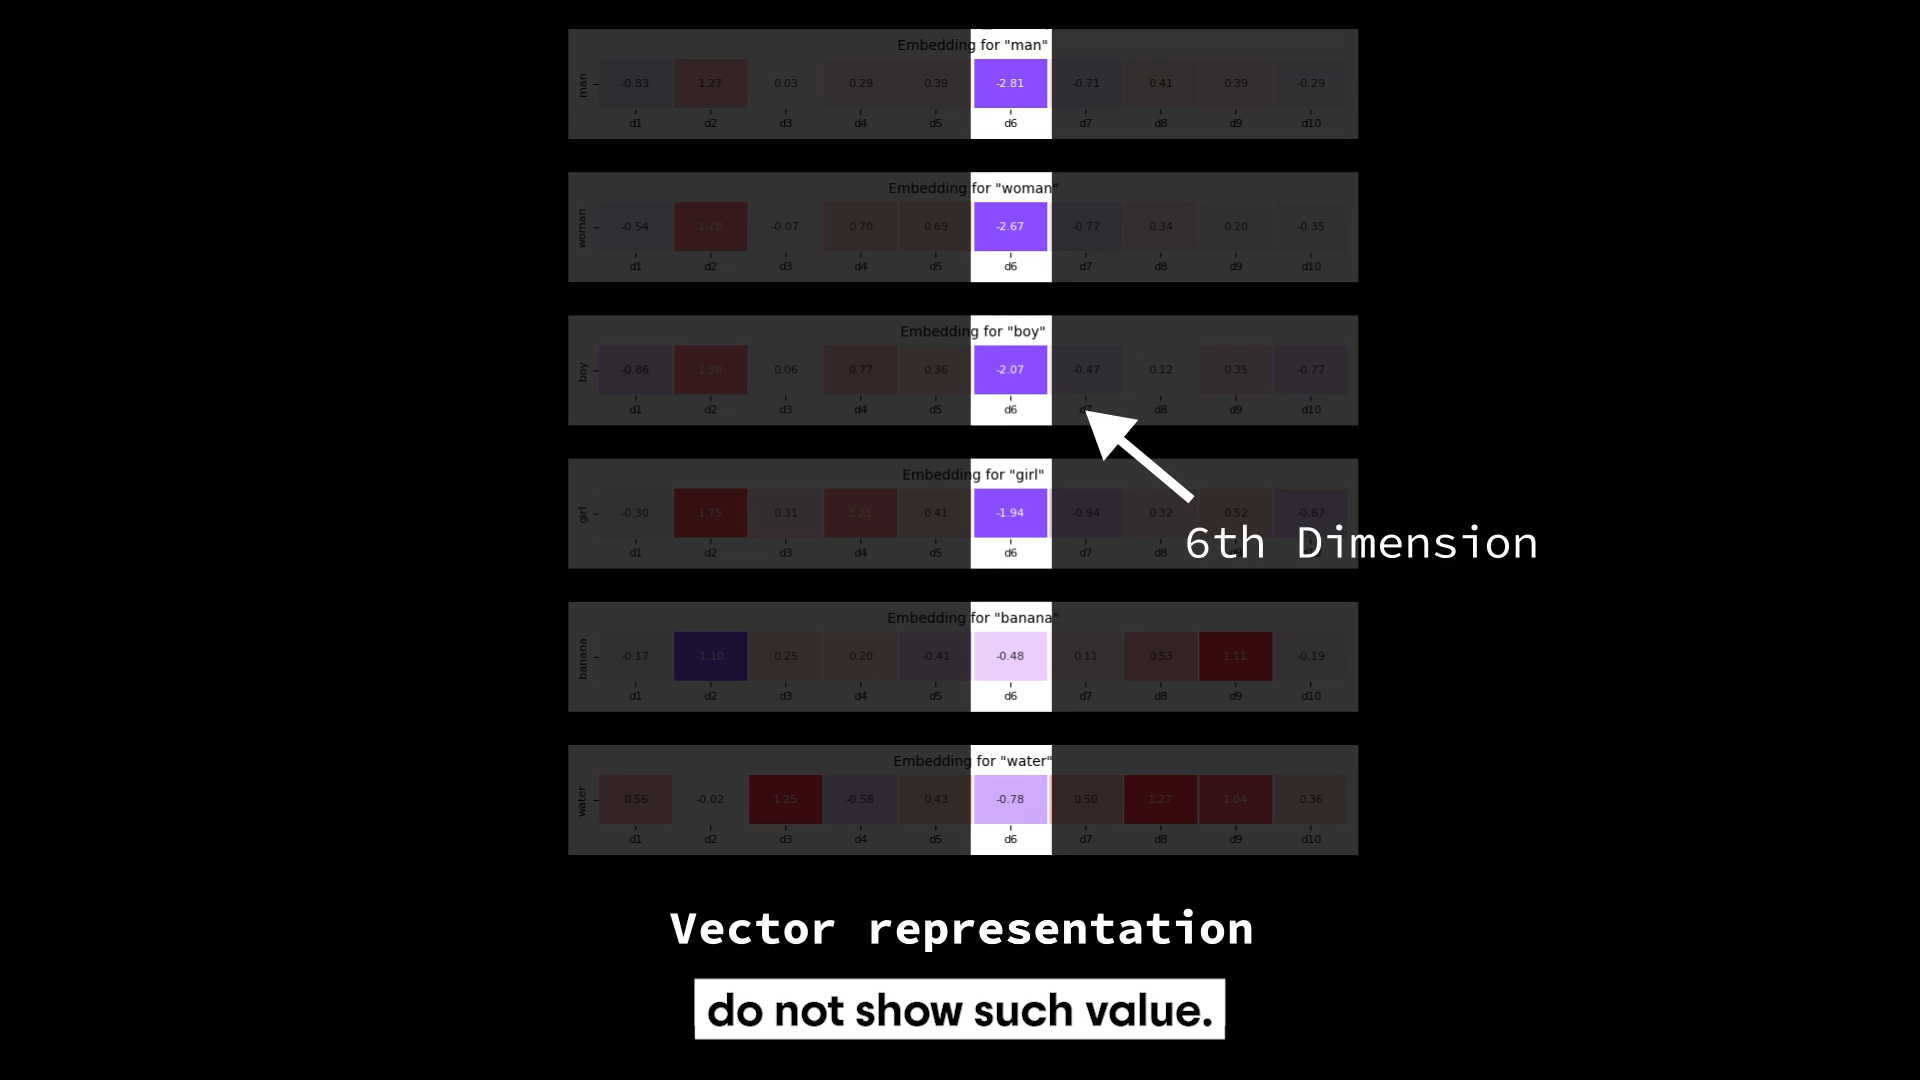 Embedding for "man"
man
-0.83 1.27 0.03 0.29 0.39 -2.81 -0.71 0.41 0.39 -0.29
d1 d2 d3 d4 d5 d6 d7 d8 d9 d10
Embedding for "woman"
woman
-0.54 1.78 -0.07 0.70 0.69 -2.67 -0.77 0.34 0.20 -0.35
d1 d2 d3 d4 d5 d6 d7 d8 d9 d10
Embedding for "boy"
boy
-0.86 1.38 0.06 0.77 0.36 -2.07 -0.47 0.12 0.35 -0.77
d1 d2 d3 d4 d5 d6 d7 d8 d9 d10
Embedding for "girl"
girl
-0.30 1.75 0.31 1.21 0.41 -1.94 -0.94 0.32 0.52 -0.87
d1 d2 d3 d4 d5 d6 d7 d8
6th Dimension
Embedding for "banana"
banana
-0.17 -1.10 0.25 0.20 -0.41 -0.48 0.11 0.53 1.11 -0.19
d1 d2 d3 d4 d5 d6 d7 d8 d9 d10
Embedding for "water"
water
0.56 -0.02 1.25 -0.58 0.43 -0.78 0.50 1.27 1.04 0.36
d1 d2 d3 d4 d5 d6 d7 d8 d9 d10
Vector representation
do not show such value.